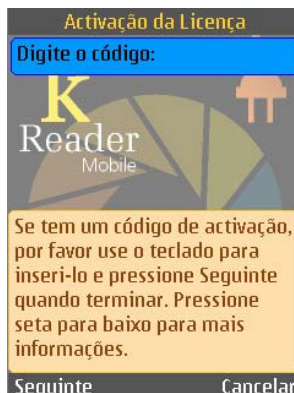 Activação da Licença
Digite o código:
K
Reader
Mobile
Se tem um código de activação,
por favor use o teclado para
inseri-lo e pressione Seguinte
quando terminar. Pressione
seta para baixo para mais
informações.
Seguinte Cancelar